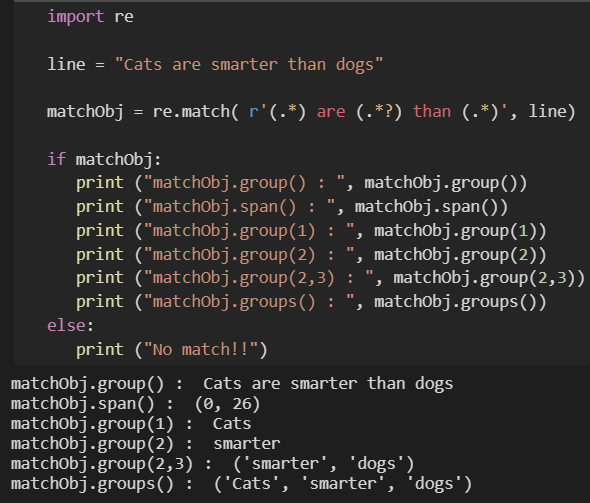 import re
line = "Cats are smarter than dogs"
matchObj = re.match( r'(.*) are (.*?) than (.*)', line)
if matchObj:
   print ("matchObj.group() : ", matchObj.group())
   print ("matchObj.span() : ", matchObj.span())
   print ("matchObj.group(1) : ", matchObj.group(1))
   print ("matchObj.group(2) : ", matchObj.group(2))
   print ("matchObj.group(2,3) : ", matchObj.group(2,3))
   print ("matchObj.groups() : ", matchObj.groups())
else:
   print ("No match!!")
matchObj.group() :  Cats are smarter than dogs
matchObj.span() :  (0, 26)
matchObj.group(1) :  Cats
matchObj.group(2) :  smarter
matchObj.group(2,3) :  ('smarter', 'dogs')
matchObj.groups() :  ('Cats', 'smarter', 'dogs')